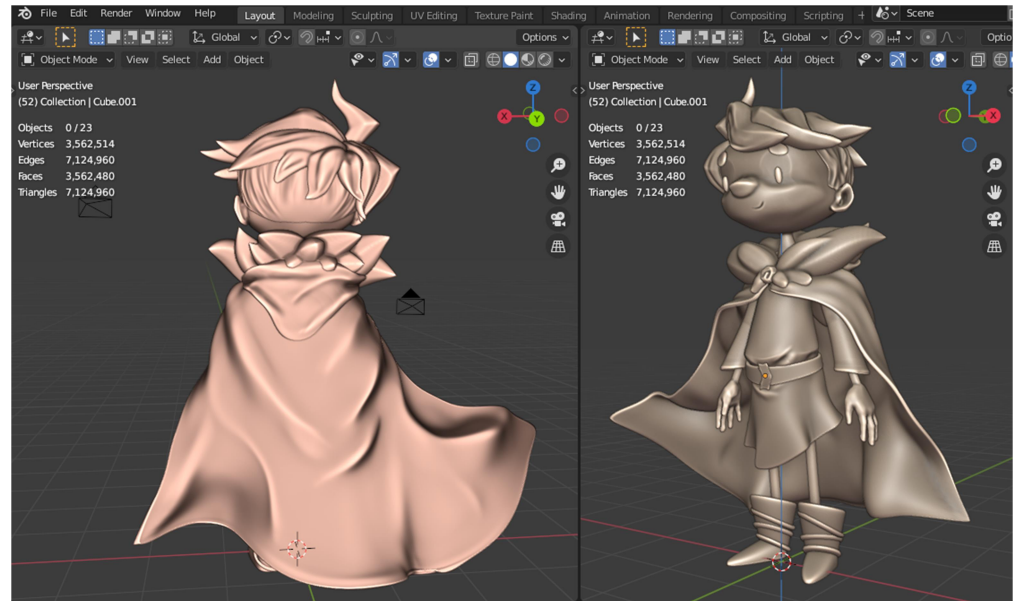 File Edit Render Window Help Layout Modeling Sculpting UV Editing Texture Paint Shading Animation Rendering Compositing Scripting + Scene
Global Options Global Optio
Object Mode View Select Add Object Object Mode View Select Add Object
User Perspective
(52) Collection | Cube.001
Objects 0 / 23
Vertices 3,562,514
Edges 7,124,960
Faces 3,562,480
Triangles 7,124,960
Z
X
Y
User Perspective
(52) Collection | Cube.001
Objects 0 / 23
Vertices 3,562,514
Edges 7,124,960
Faces 3,562,480
Triangles 7,124,960
Z
X